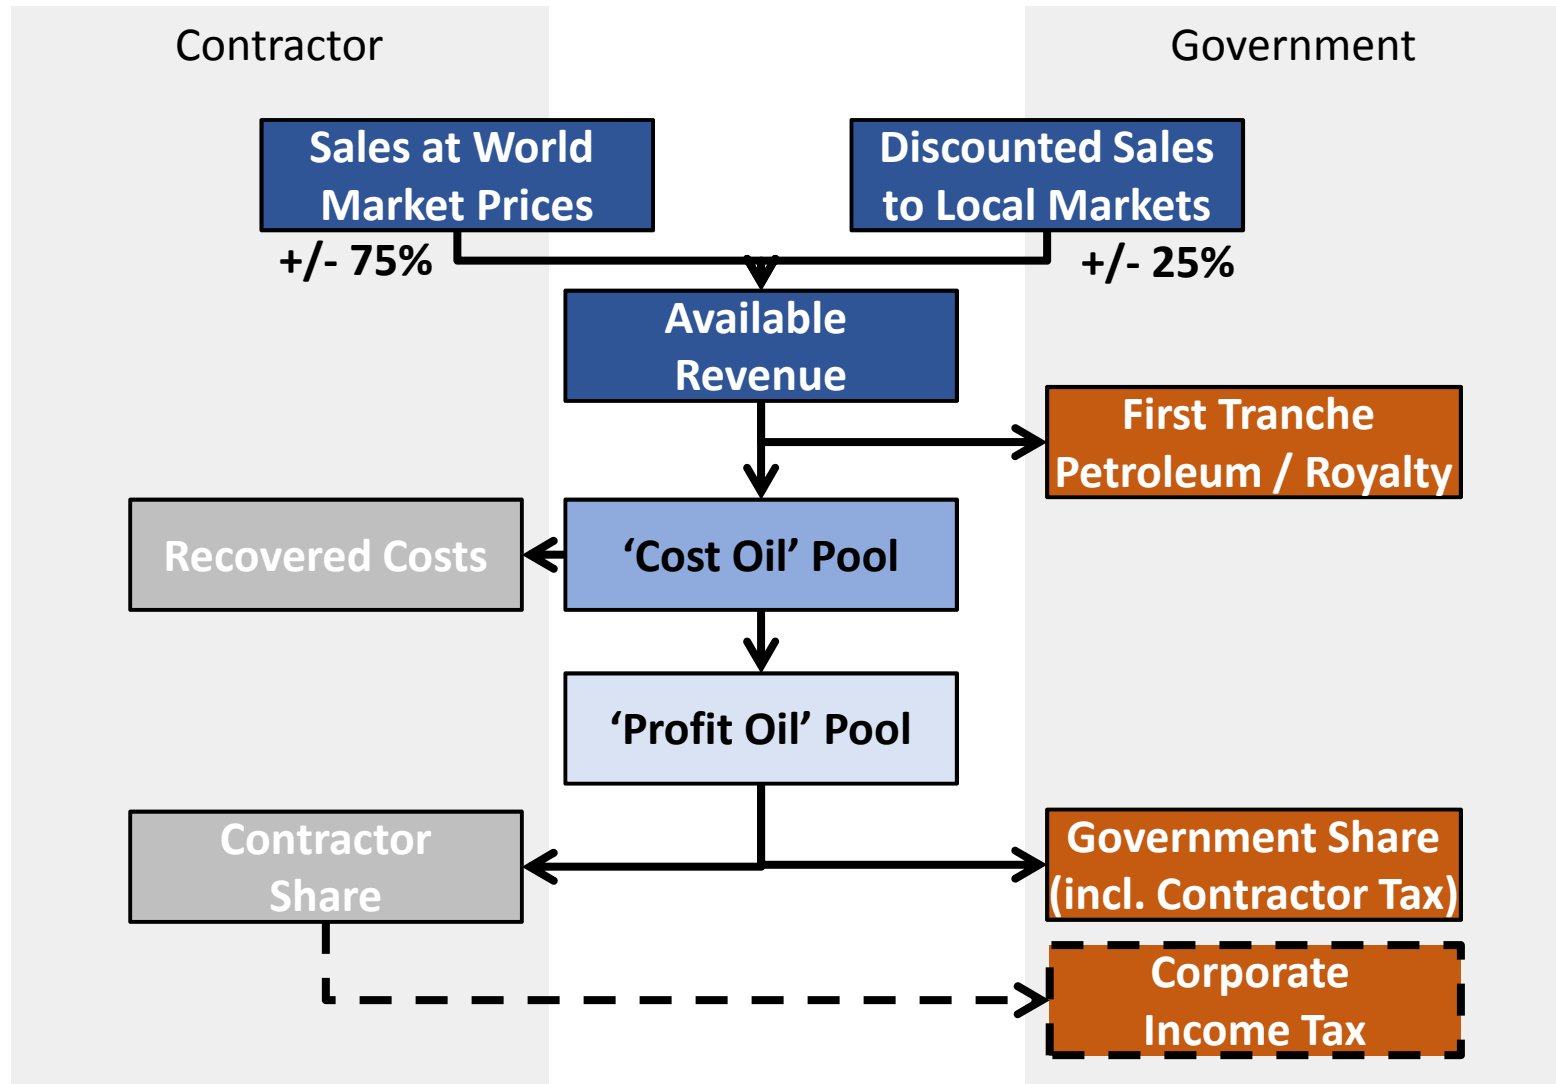 Contractor
Government
Sales at World
Market Prices
Discounted Sales
to Local Markets
+/- 75%
+/- 25%
Available
Revenue
First Tranche
Petroleum / Royalty
Recovered Costs
‘Cost Oil’ Pool
‘Profit Oil’ Pool
Contractor
Share
Government Share
(incl. Contractor Tax)
Corporate
Income Tax